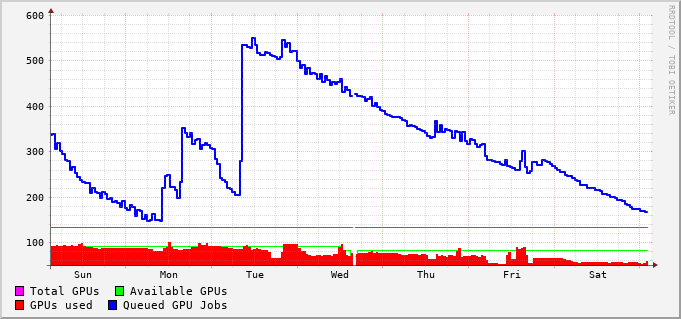 600
500
400
300
200
100
Sun Mon Tue Wed Thu Fri Sat
Total GPUs Available GPUs
GPUs used Queued GPU Jobs
RRDTOOL / TOBI OETIKER